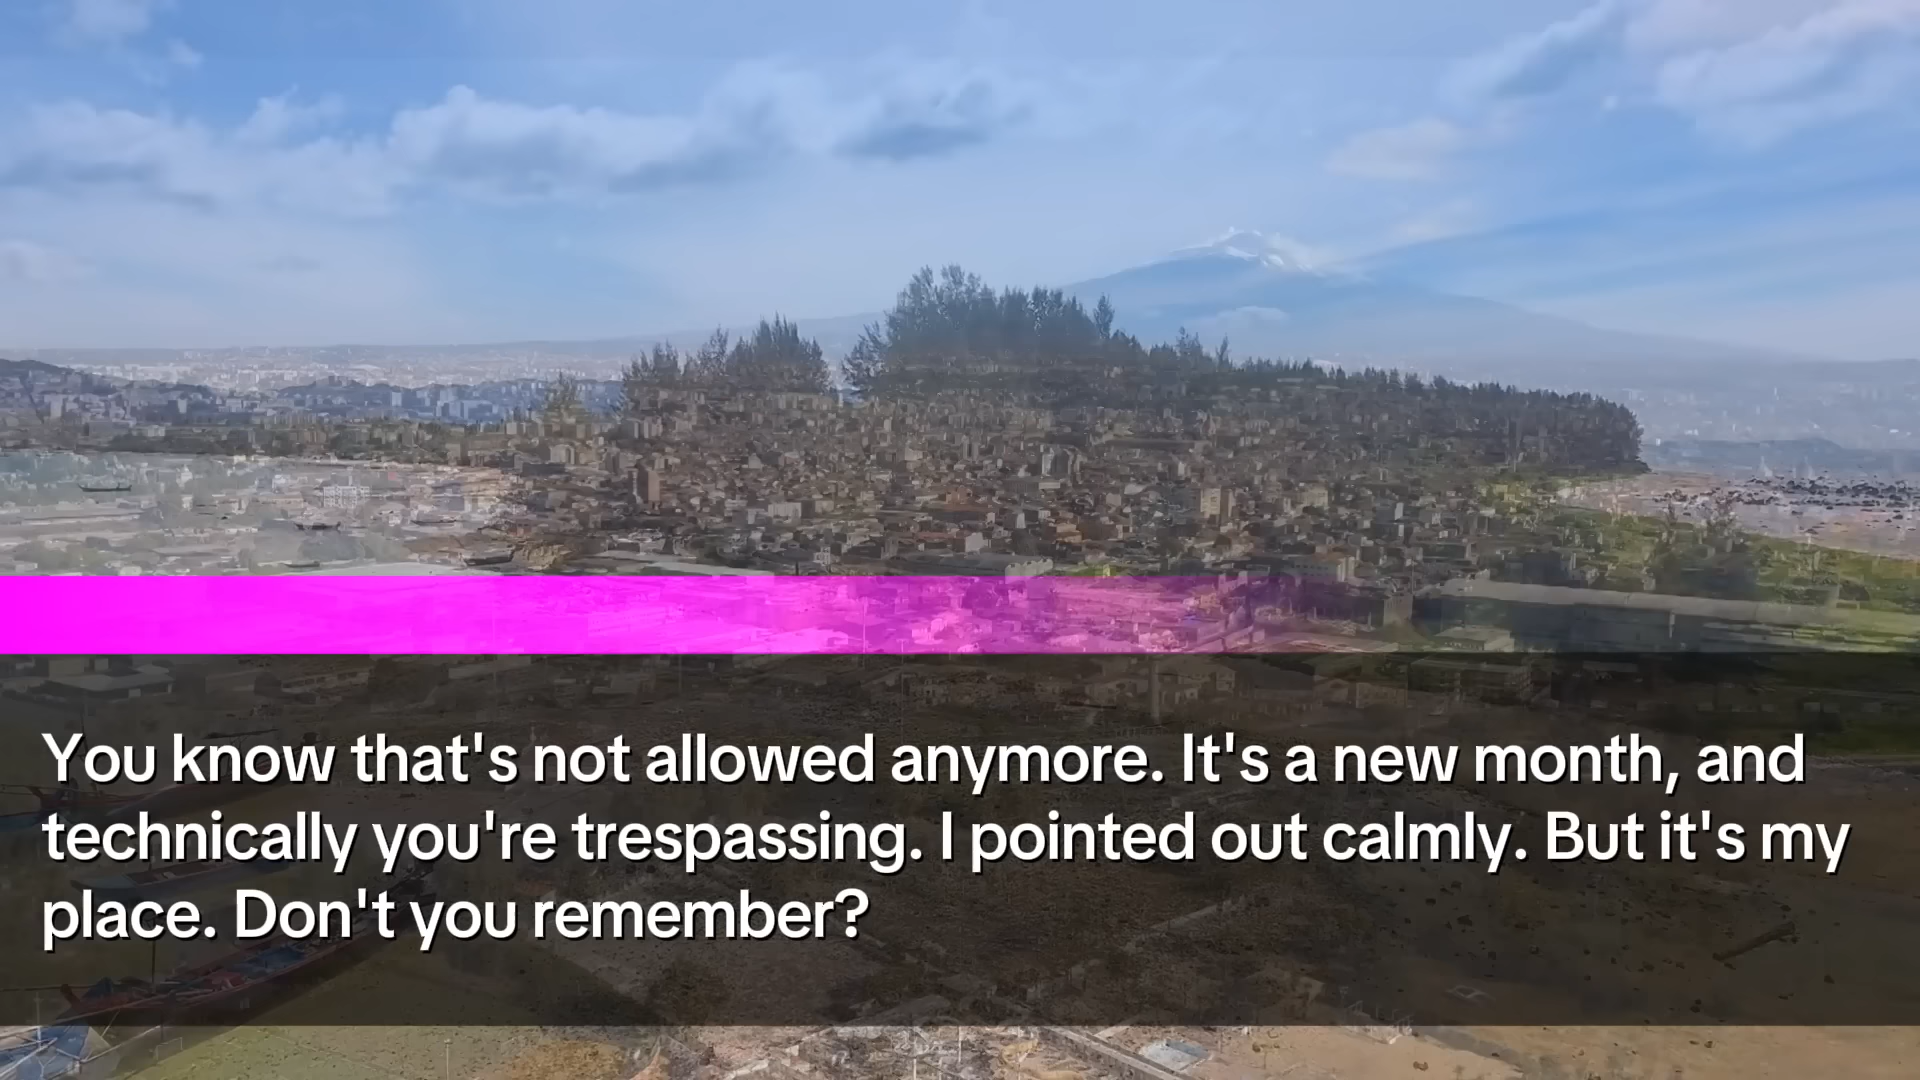 You know that's not allowed anymore. It's a new month, and
technically you're trespassing. I pointed out calmly. But it's my
place. Don't you remember?